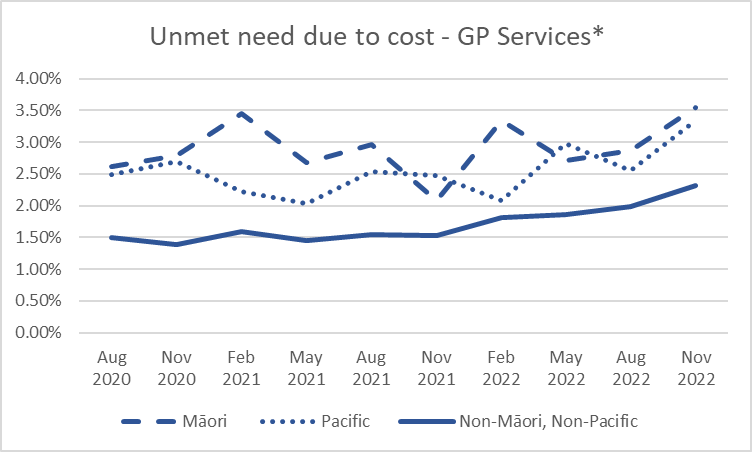 Unmet need due to cost - GP Services*
4.00%
3.50%
3.00%
2.50%
2.00%
1.50%
1.00%
0.50%
0.00%
Aug Nov Feb May Aug Nov Feb May Aug Nov
2020 2020 2021 2021 2021 2021 2022 2022 2022 2022
Māori Pacific Non-Māori, Non-Pacific